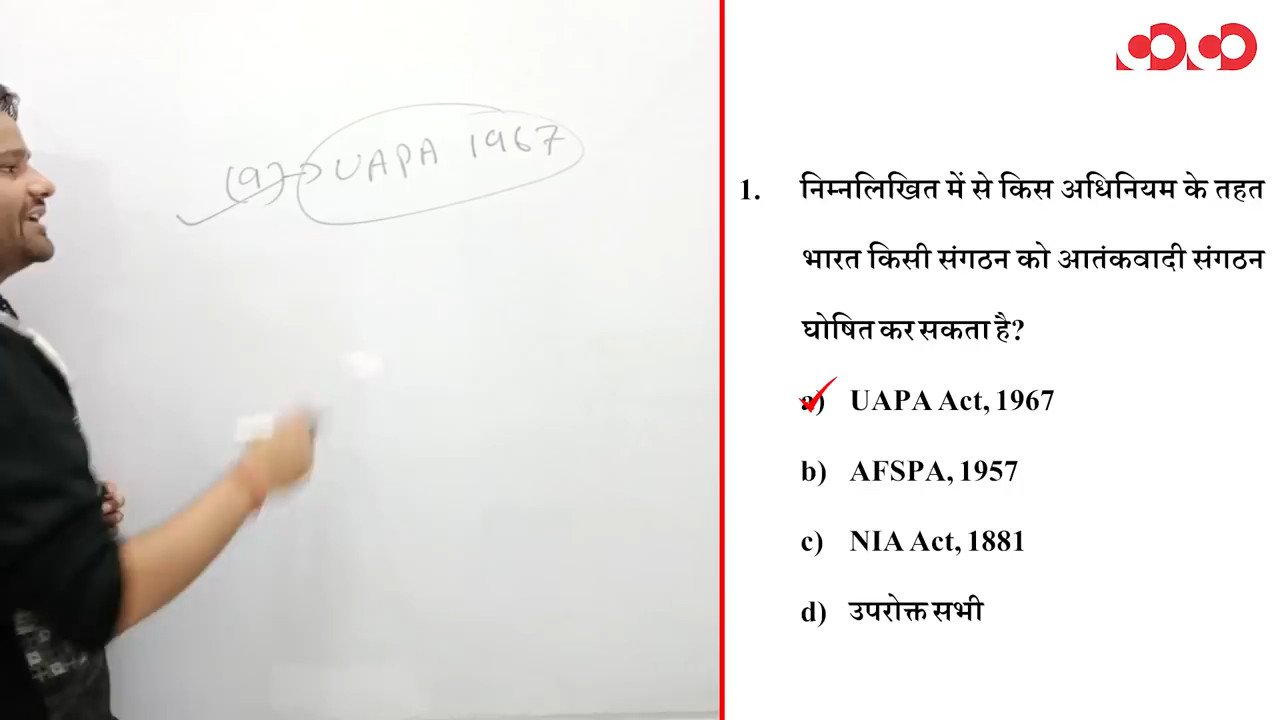 (a) → UAPA 1967
1. निम्नलिखित में से किस अधिनियम के तहत
भारत किसी संगठन को आतंकवादी संगठन
घोषित कर सकता है?
a) UAPA Act, 1967
b) AFSPA, 1957
c) NIA Act, 1881
d) उपरोक्त सभी